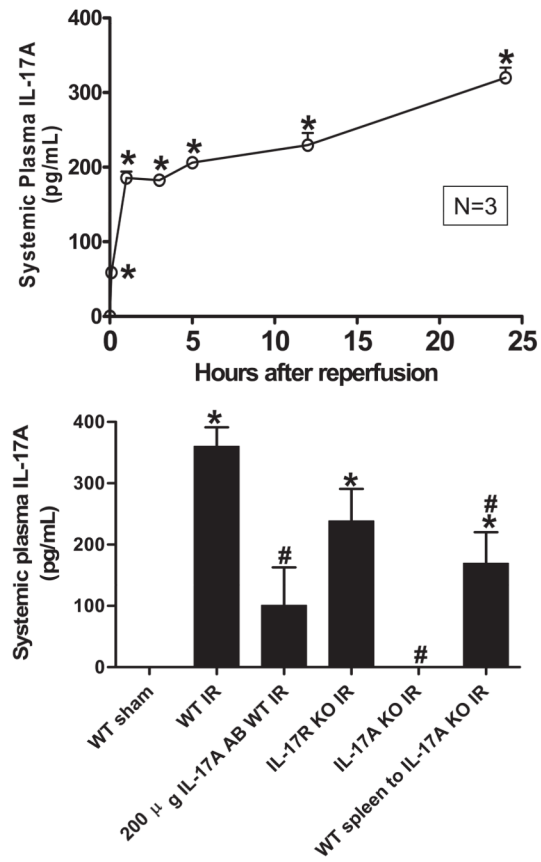 400
300
200
100
0
Systemic Plasma IL-17A
(pg/mL)
*
*
*
*
*
*
N=3
0 5 10 15 20 25
Hours after reperfusion
400
300
200
100
0
Systemic plasma IL-17A
(pg/mL)
*
#
*
#
#
*
WT sham
WT IR
200 μ g IL-17A AB WT IR
IL-17R KO IR
IL-17A KO IR
WT spleen to IL-17A KO IR